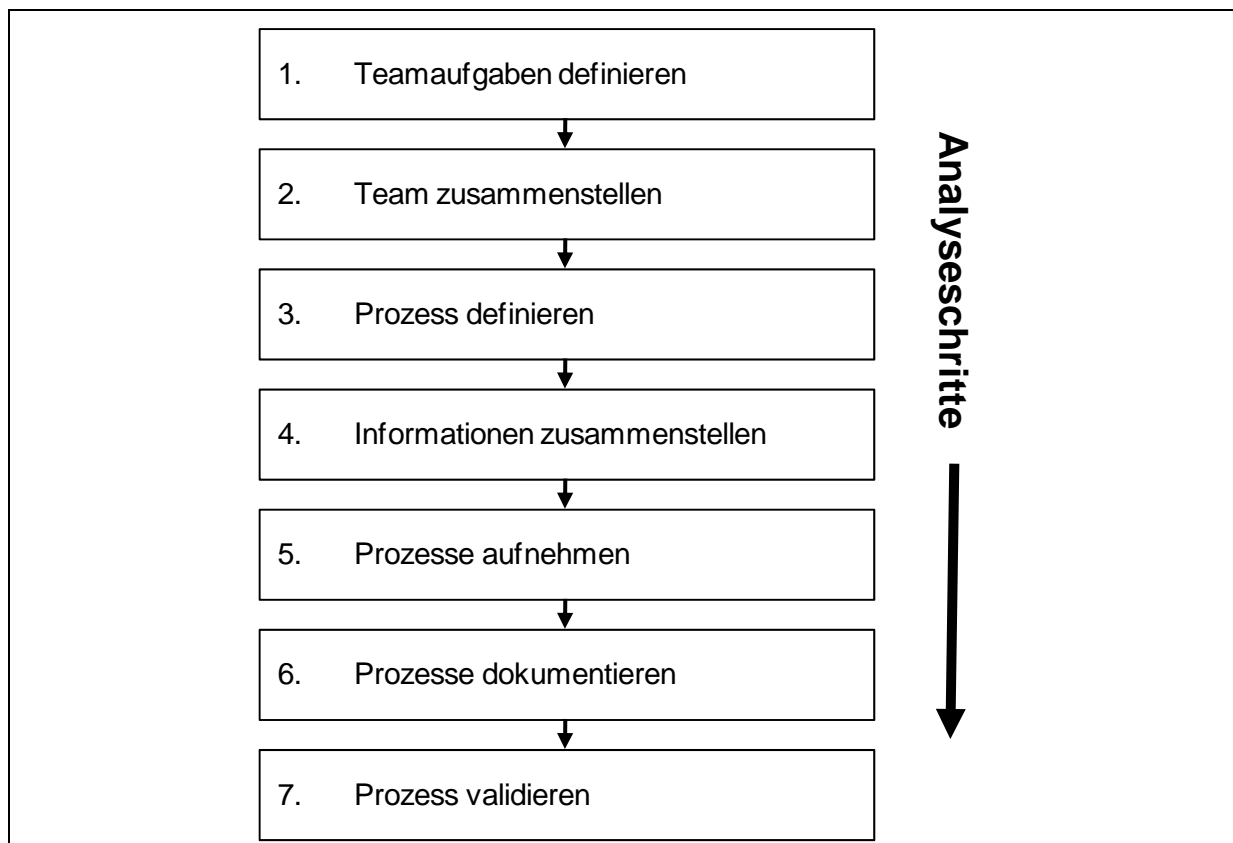 1. Teamaufgaben definieren
2. Team zusammenstellen
3. Prozess definieren
4. Informationen zusammenstellen
5. Prozesse aufnehmen
6. Prozesse dokumentieren
7. Prozess validieren
Analyseschritte